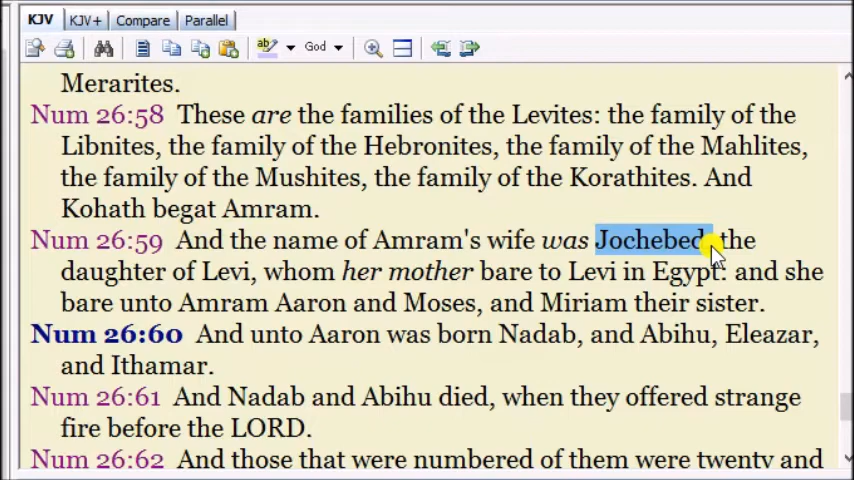 KJV KJV+ Compare Parallel
God
Merarites.
Num 26:58 These are the families of the Levites: the family of the
Libnites, the family of the Hebronites, the family of the Mahlites,
the family of the Mushites, the family of the Korathites. And
Kohath begat Amram.
Num 26:59 And the name of Amram's wife was Jochebed, the
daughter of Levi, whom her mother bare to Levi in Egypt: and she
bare unto Amram Aaron and Moses, and Miriam their sister.
Num 26:60 And unto Aaron was born Nadab, and Abihu, Eleazar,
and Ithamar.
Num 26:61 And Nadab and Abihu died, when they offered strange
fire before the LORD.
Num 26:62 And those that were numbered of them were twenty and